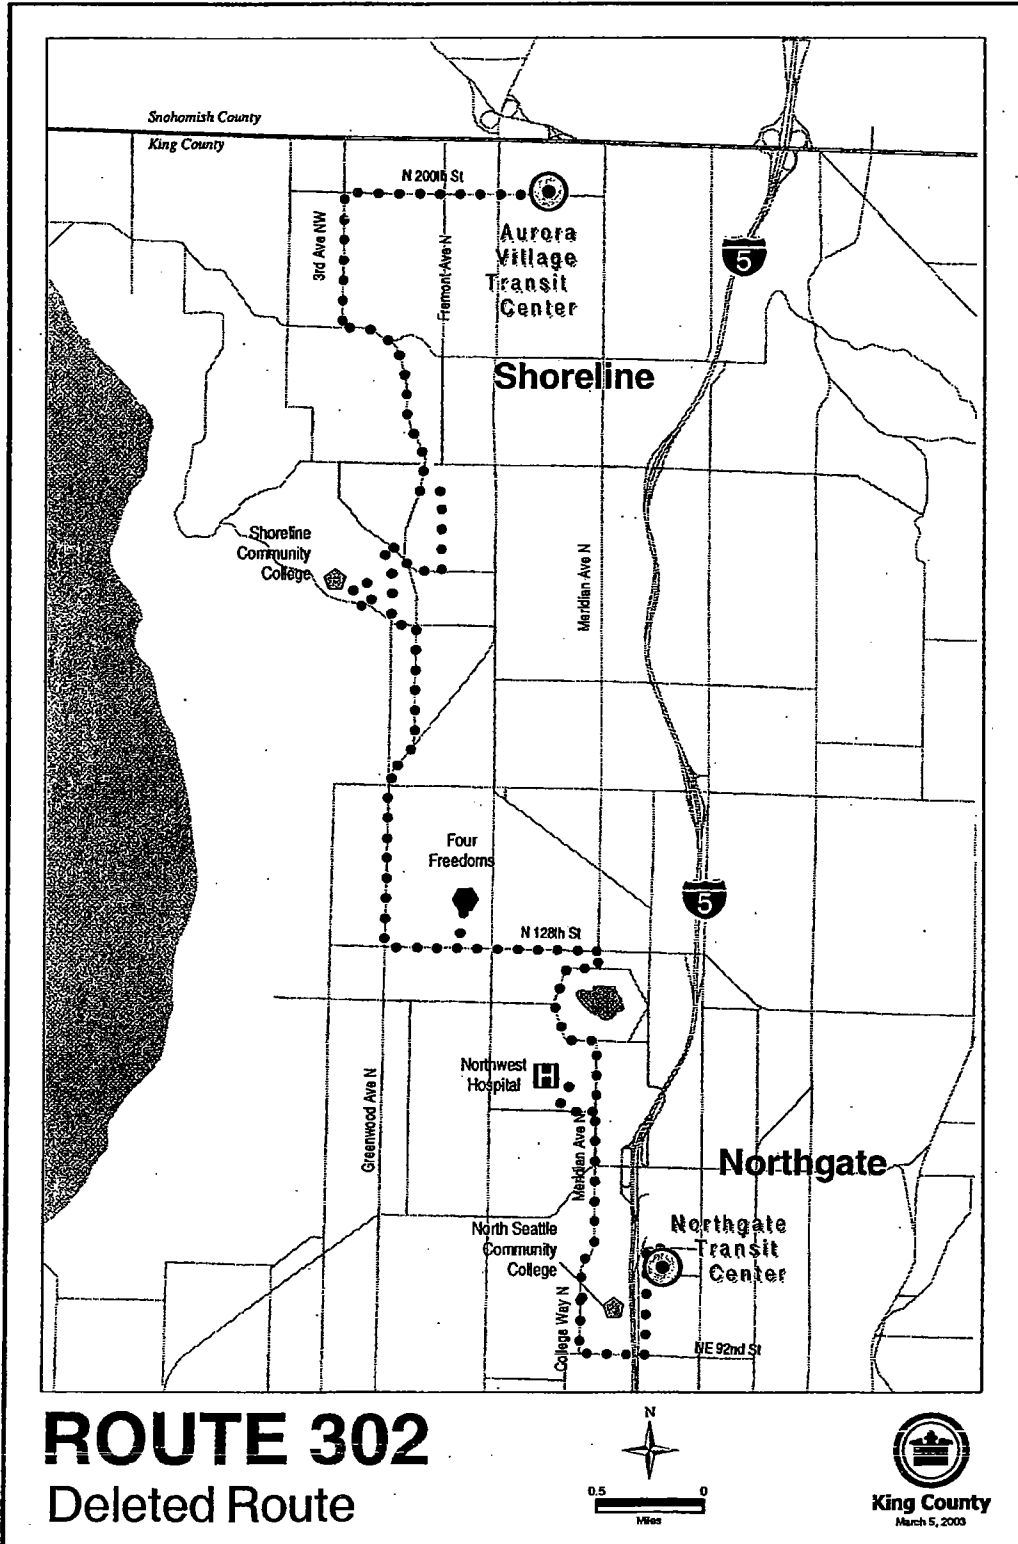 Snohomish County
King County
N 200th St
3rd Ave NW
Fremont Ave N
Aurora
Village
Transit
Center
5
Shoreline
Shoreline
Community
College
Meridian Ave N
Four
Freedoms
5
N 128th St
Northwest
Hospital
H
Greenwood Ave N
Meridian Ave N
Northgate
North Seattle
Community
College
Northgate
Transit
Center
College Way N
NE 92nd St
ROUTE 302
Deleted Route
N
0.5 0
Miles
King County
March 5, 2003